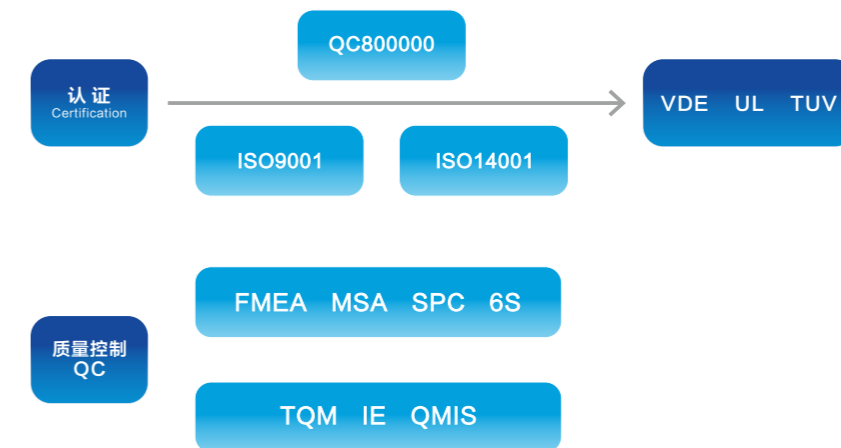 QC800000
认证
Certification
VDE UL TUV
ISO9001 ISO14001
FMEA MSA SPC 6S
质量控制
QC
TQM IE QMIS